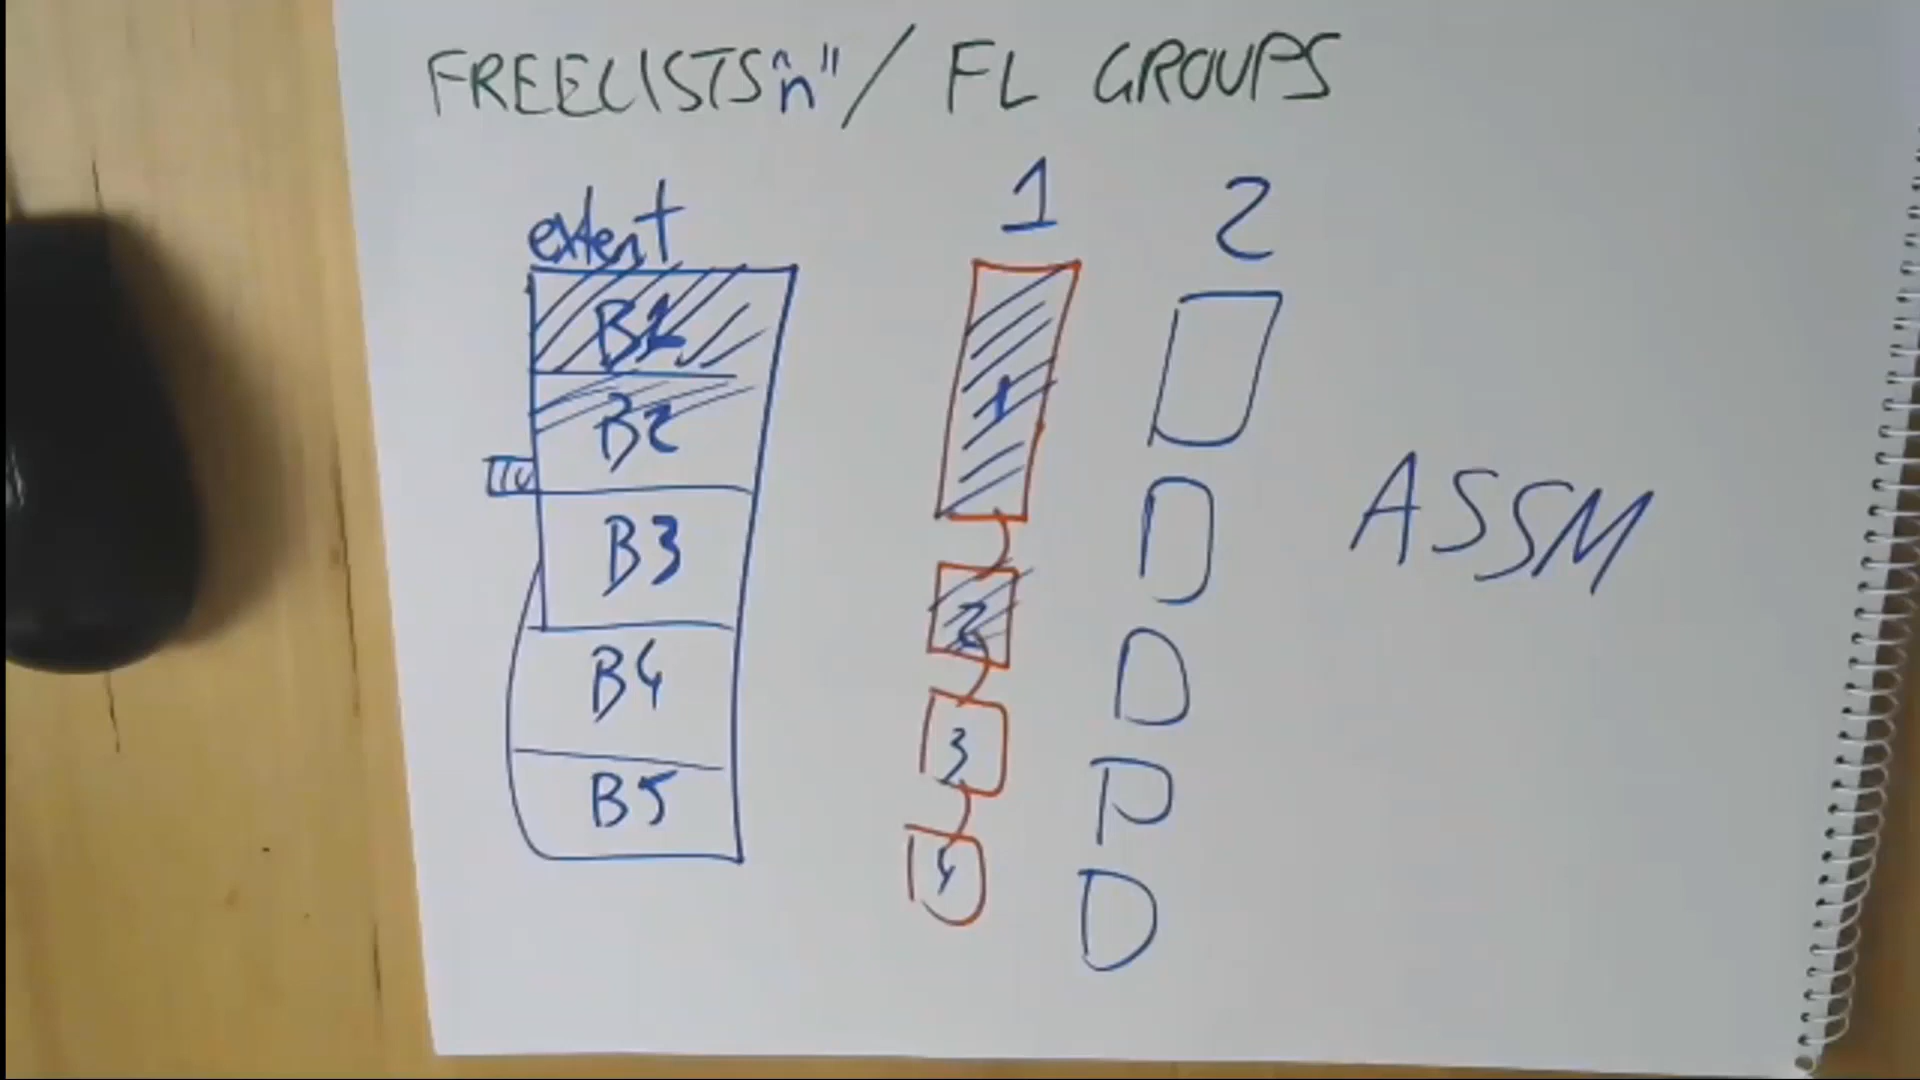 FREELISTS "n" / FL GROUPS
extent
1 2
B1
B2
B3
B4
B5
1
2
3
4
ASSM